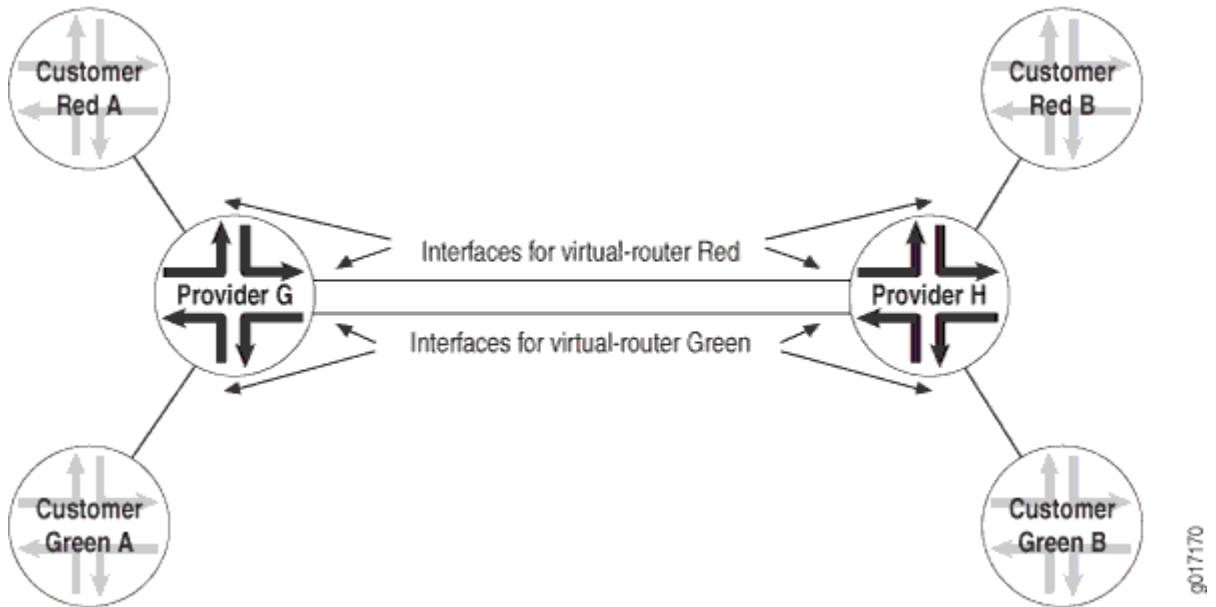 Customer
Red A
Customer
Red B
Interfaces for virtual-router Red
Provider G
Provider H
Interfaces for virtual-router Green
Customer
Green A
Customer
Green B
g017170